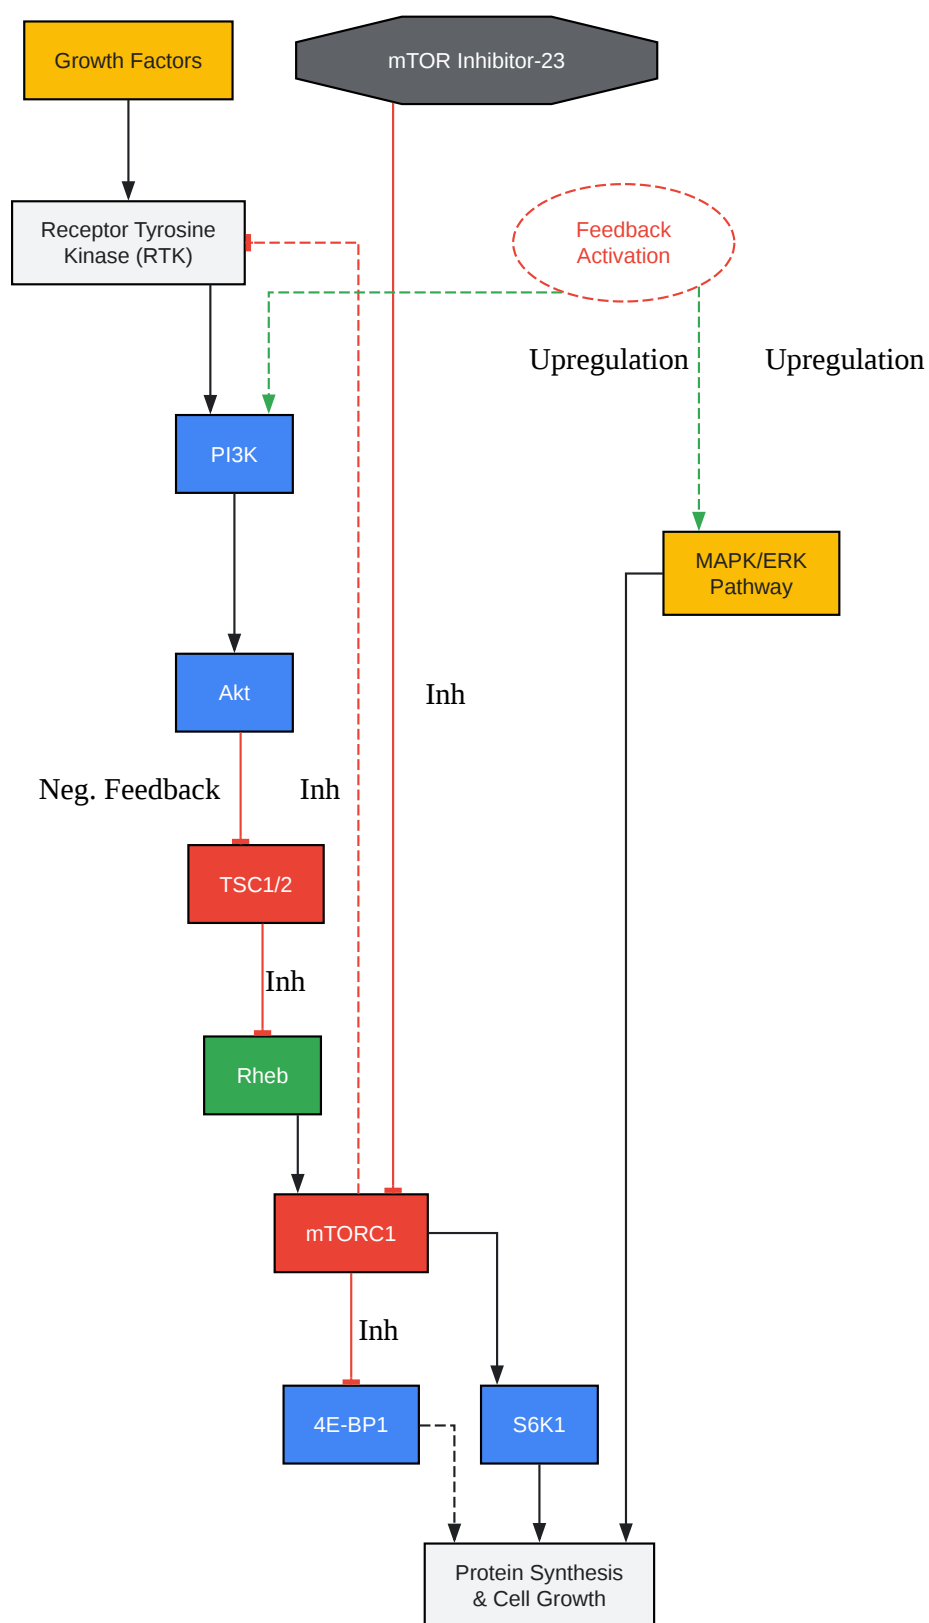 Growth Factors
mTOR Inhibitor-23
Receptor Tyrosine
Kinase (RTK)
Feedback
Activation
Upregulation
Upregulation
PI3K
MAPK/ERK
Pathway
Akt
Inh
Neg. Feedback
Inh
TSC1/2
Inh
Rheb
mTORC1
Inh
4E-BP1
S6K1
Protein Synthesis
& Cell Growth